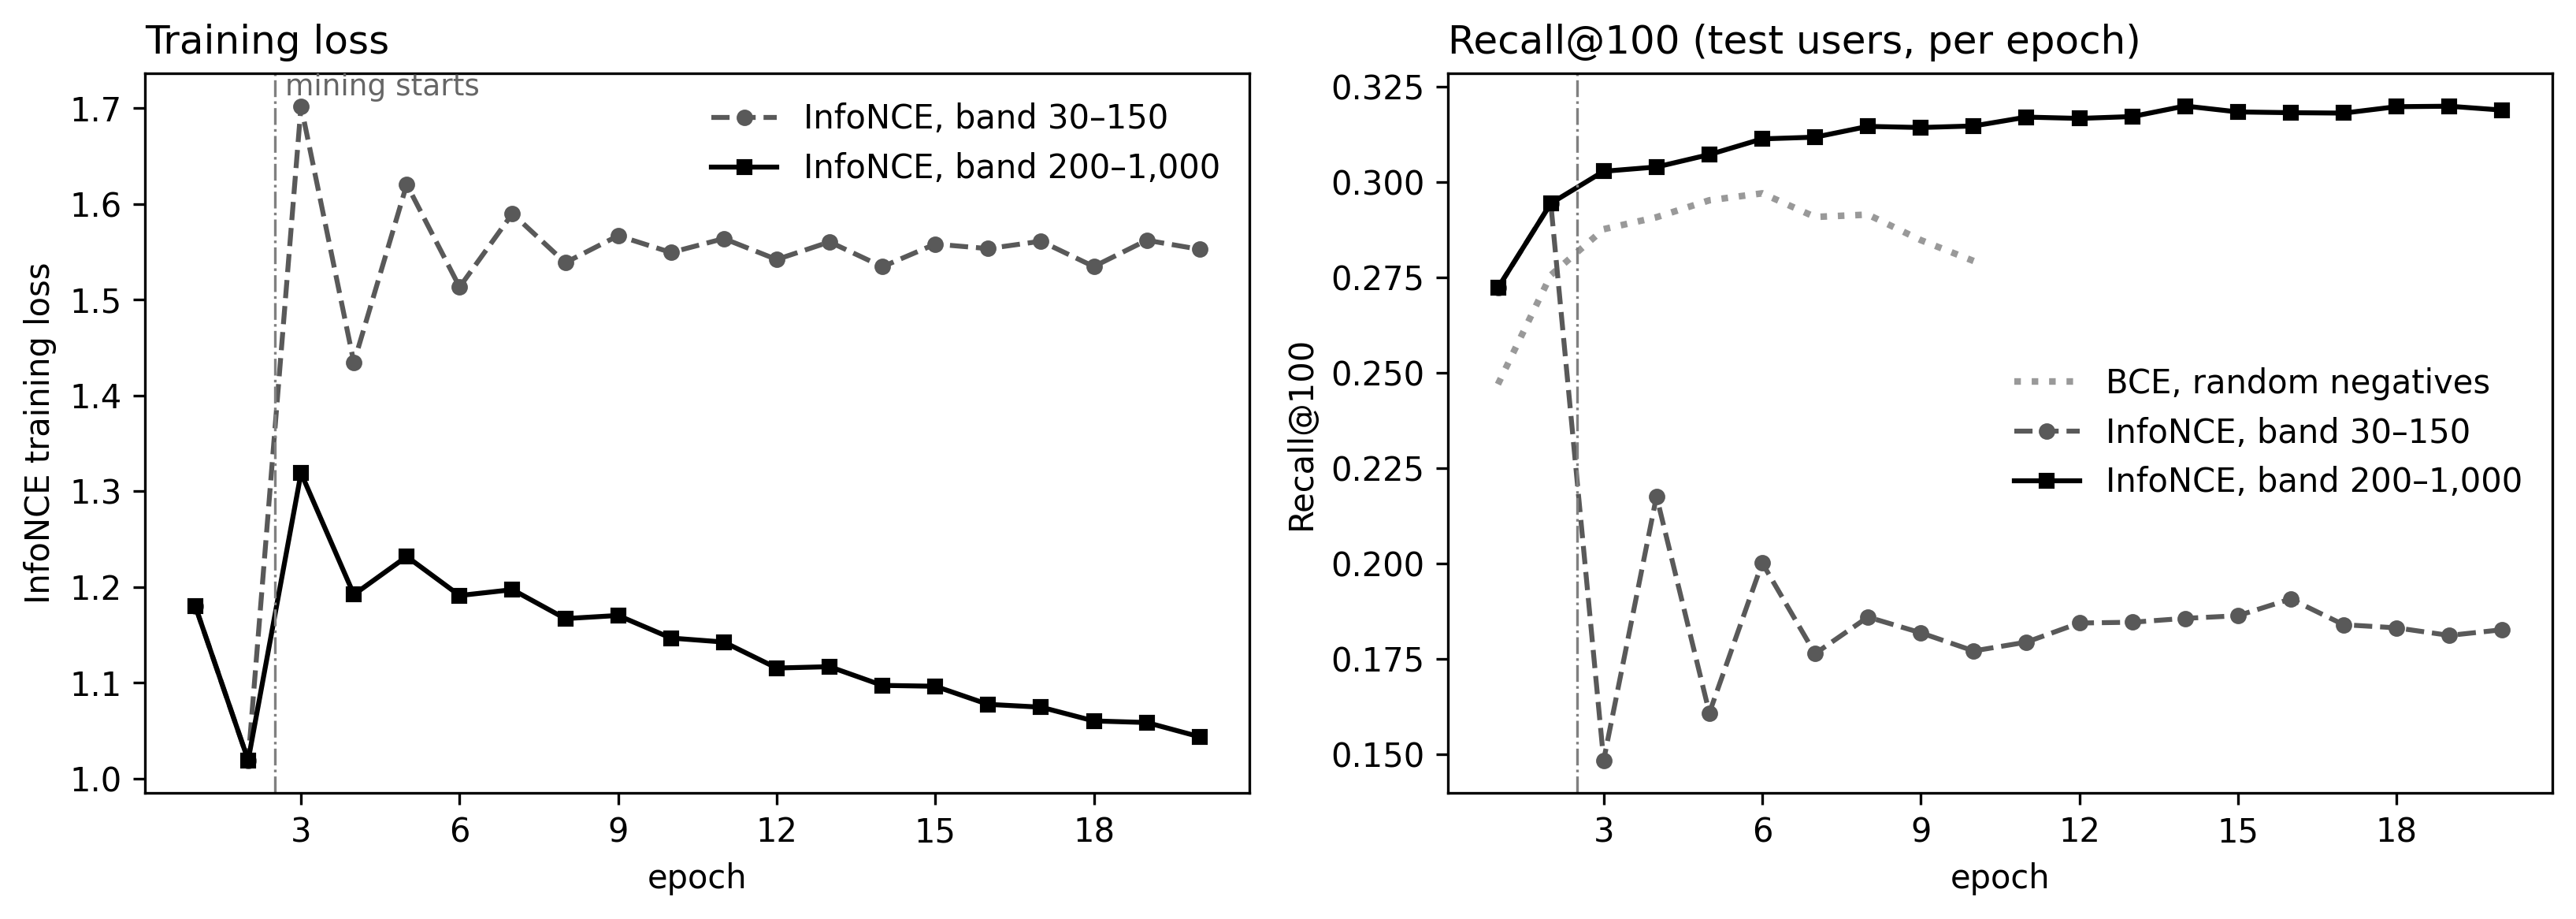 Training loss
mining starts
InfoNCE, band 30–150
InfoNCE, band 200–1,000
InfoNCE training loss
1.7
1.6
1.5
1.4
1.3
1.2
1.1
1.0
3 6 9 12 15 18
epoch
Recall@100 (test users, per epoch)
Recall@100
0.325
0.300
0.275
0.250
0.225
0.200
0.175
0.150
BCE, random negatives
InfoNCE, band 30–150
InfoNCE, band 200–1,000
3 6 9 12 15 18
epoch